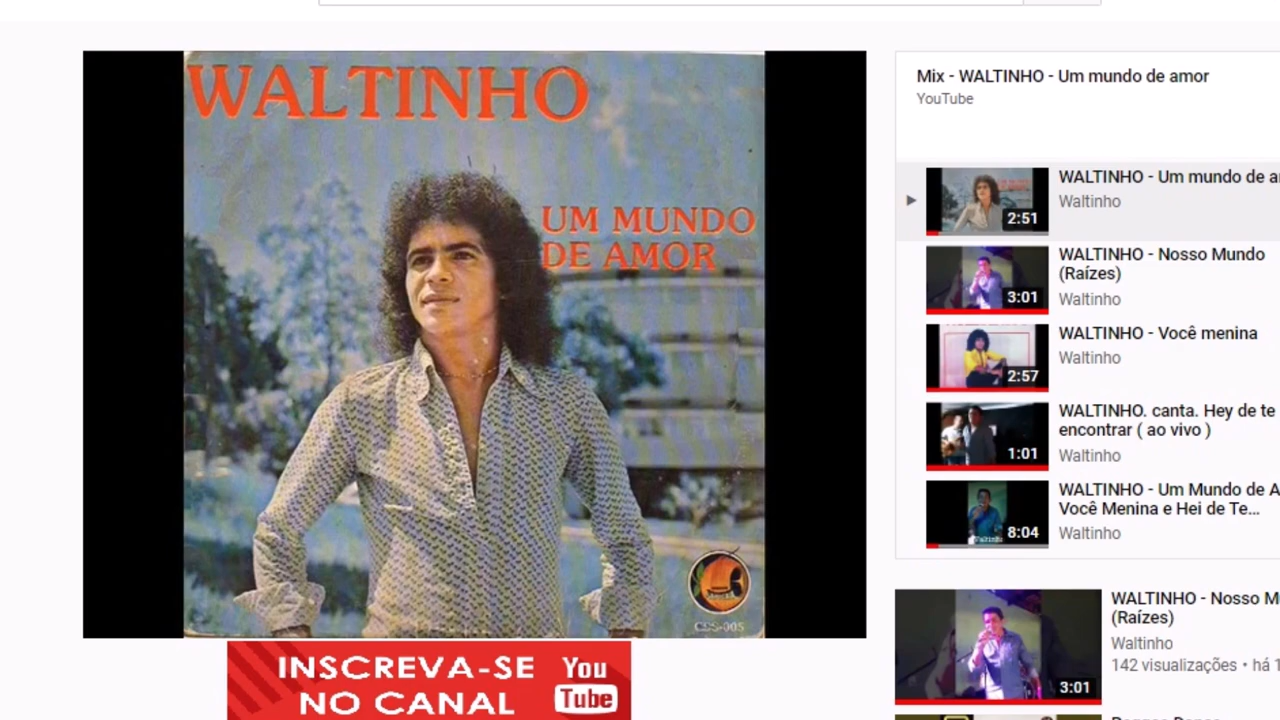 WALTINHO
UM MUNDO
DE AMOR
CSS-005
INSCREVA-SE
NO CANAL
You
Tube
Mix - WALTINHO - Um mundo de amor
YouTube
WALTINHO - Um mundo de a
Waltinho
2:51
WALTINHO - Nosso Mundo
(Raízes)
Waltinho
3:01
WALTINHO - Você menina
Waltinho
2:57
WALTINHO. canta. Hey de te
encontrar ( ao vivo )
Waltinho
1:01
WALTINHO - Um Mundo de A
Você Menina e Hei de Te...
Waltinho
8:04
WALTINHO - Nosso M
(Raízes)
Waltinho
142 visualizações • há 1
3:01